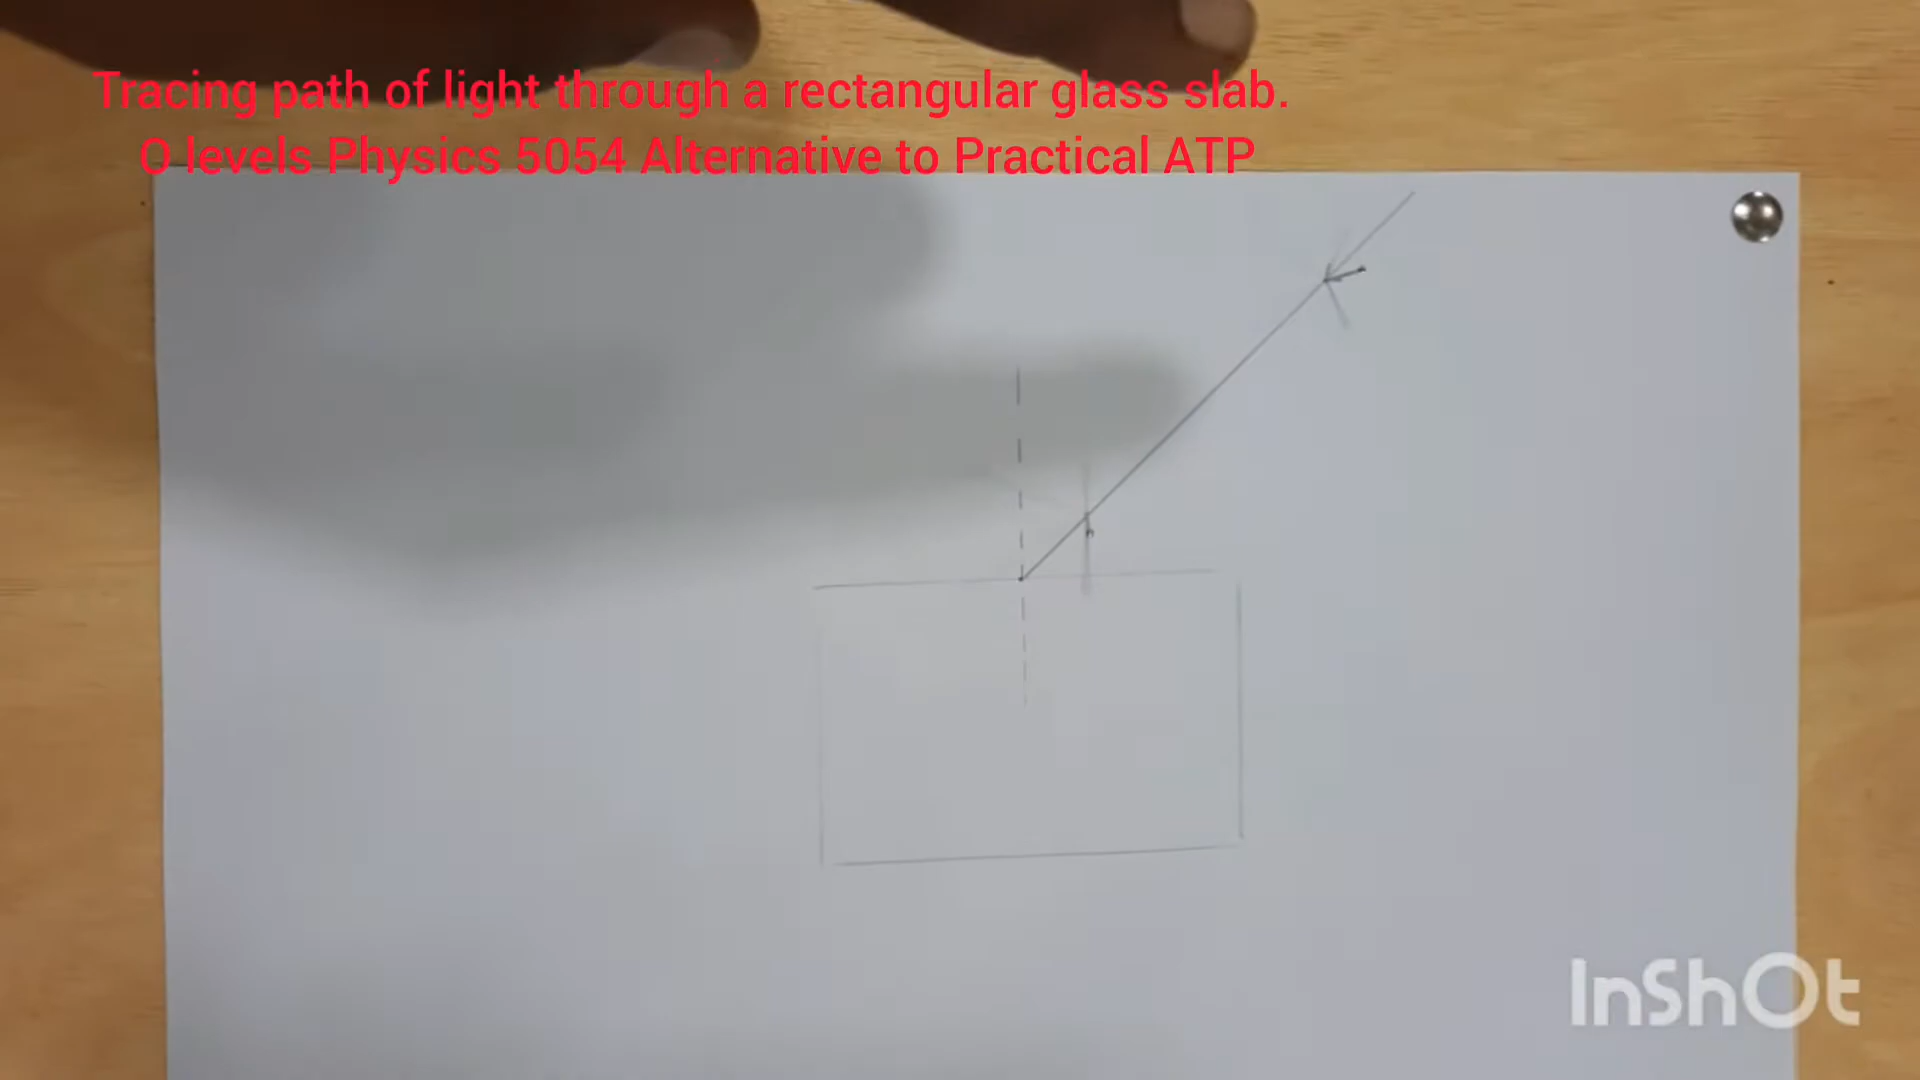 Tracing path of light through a rectangular glass slab.
O levels Physics 5054 Alternative to Practical ATP
InShOt